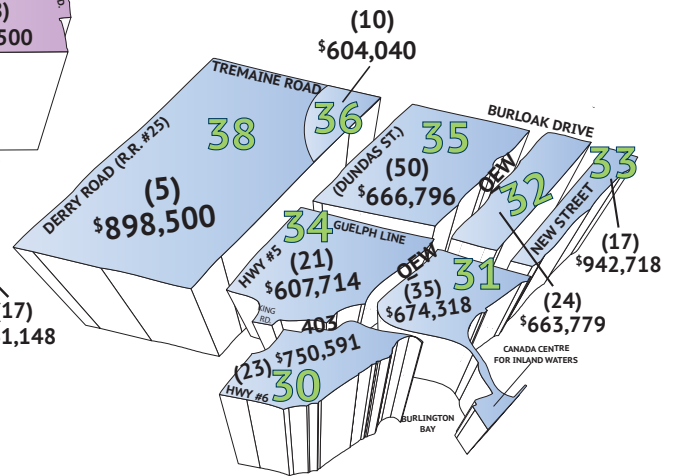 500
(10)
$604,040
TREMAINE ROAD
36
38
DERRY ROAD (R.R. #25)
(5)
$898,500
35
BURLOAK DRIVE
(DUNDAS ST.)
(50)
$666,796
QEW
32
33
NEW STREET
(17)
$942,718
34
GUELPH LINE
HWY #5
(21)
$607,714
QEW
31
(35)
$674,318
(24)
$663,779
KING
RD.
403
(23) $750,591
HWY #6
30
CANADA CENTRE
FOR INLAND WATERS
BURLINGTON
BAY
(17)
1,148